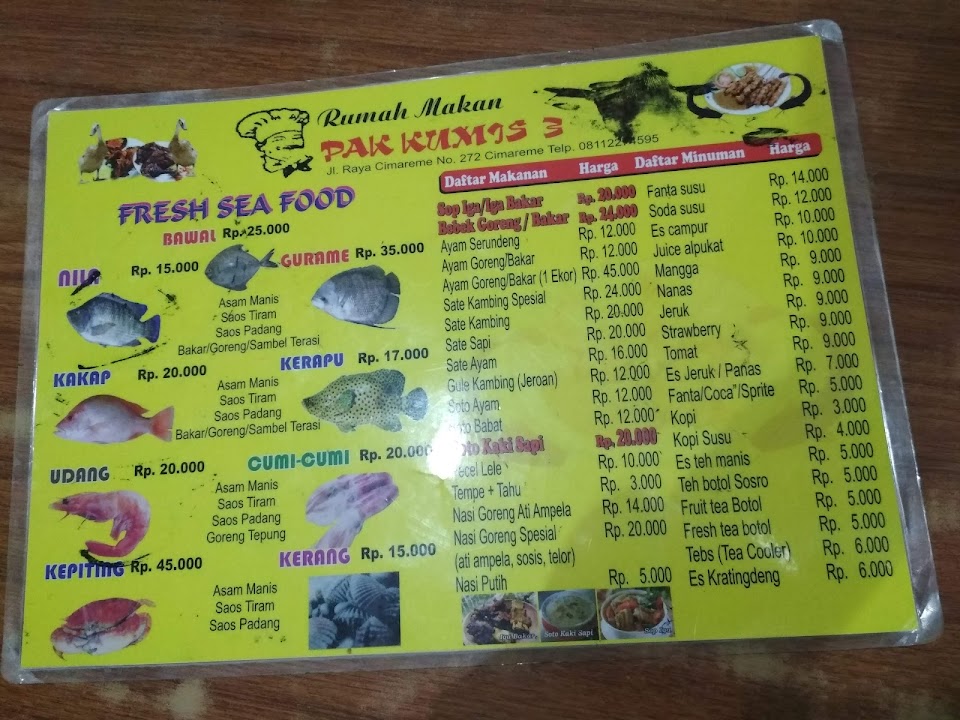 Rumah Makan
PAK KUMIS 3
Jl. Raya Cimareme No. 272 Cimareme Telp.
FRESH SEA FOOD
BAWAL Rp. 25.000
NILA Rp. 15.000
GURAME Rp. 35.000
Asam Manis
Saos Tiram
Saos Padang
Bakar/Goreng/Sambel Terasi
KAKAP Rp. 20.000
KERAPU Rp. 17.000
Asam Manis
Saos Tiram
Saos Padang
Bakar/Goreng/Sambel Terasi
UDANG Rp. 20.000
CUMI-CUMI Rp. 20.000
Asam Manis
Saos Tiram
Saos Padang
Goreng Tepung
KEPITING Rp. 45.000
KERANG Rp. 15.000
Asam Manis
Saos Tiram
Saos Padang
Daftar Makanan Harga
Sop Iga/Iga Bakar Rp. 20.000
Bebek Goreng / Bakar Rp. 24.000
Ayam Serundeng Rp. 12.000
Ayam Goreng/Bakar Rp. 12.000
Ayam Goreng/Bakar (1 Ekor) Rp. 45.000
Sate Kambing Spesial Rp. 24.000
Sate Kambing Rp. 20.000
Sate Sapi Rp. 20.000
Sate Ayam Rp. 16.000
Gule Kambing (Jeroan) Rp. 12.000
Soto Ayam Rp. 12.000
Soto Babat Rp. 12.000
Soto Kaki Sapi Rp. 20.000
Pecel Lele Rp. 10.000
Tempe + Tahu Rp. 3.000
Nasi Goreng Ati Ampela Rp. 14.000
Nasi Goreng Spesial Rp. 20.000
(ati ampela, sosis, telor)
Nasi Putih Rp. 5.000
Daftar Minuman Harga
Fanta susu Rp. 14.000
Soda susu Rp. 12.000
Es campur Rp. 10.000
Juice alpukat Rp. 10.000
Mangga Rp. 9.000
Nanas Rp. 9.000
Jeruk Rp. 9.000
Strawberry Rp. 9.000
Tomat Rp. 9.000
Es Jeruk / Panas Rp. 7.000
Fanta/Coca"/Sprite Rp. 5.000
Kopi Rp. 3.000
Kopi Susu Rp. 4.000
Es teh manis Rp. 5.000
Teh botol Sosro Rp. 5.000
Fruit tea Botol Rp. 5.000
Fresh tea botol Rp. 5.000
Tebs (Tea Cooler) Rp. 6.000
Es Kratingdeng Rp. 6.000
Iga Bakar
Soto Kaki Sapi
Sop Iga